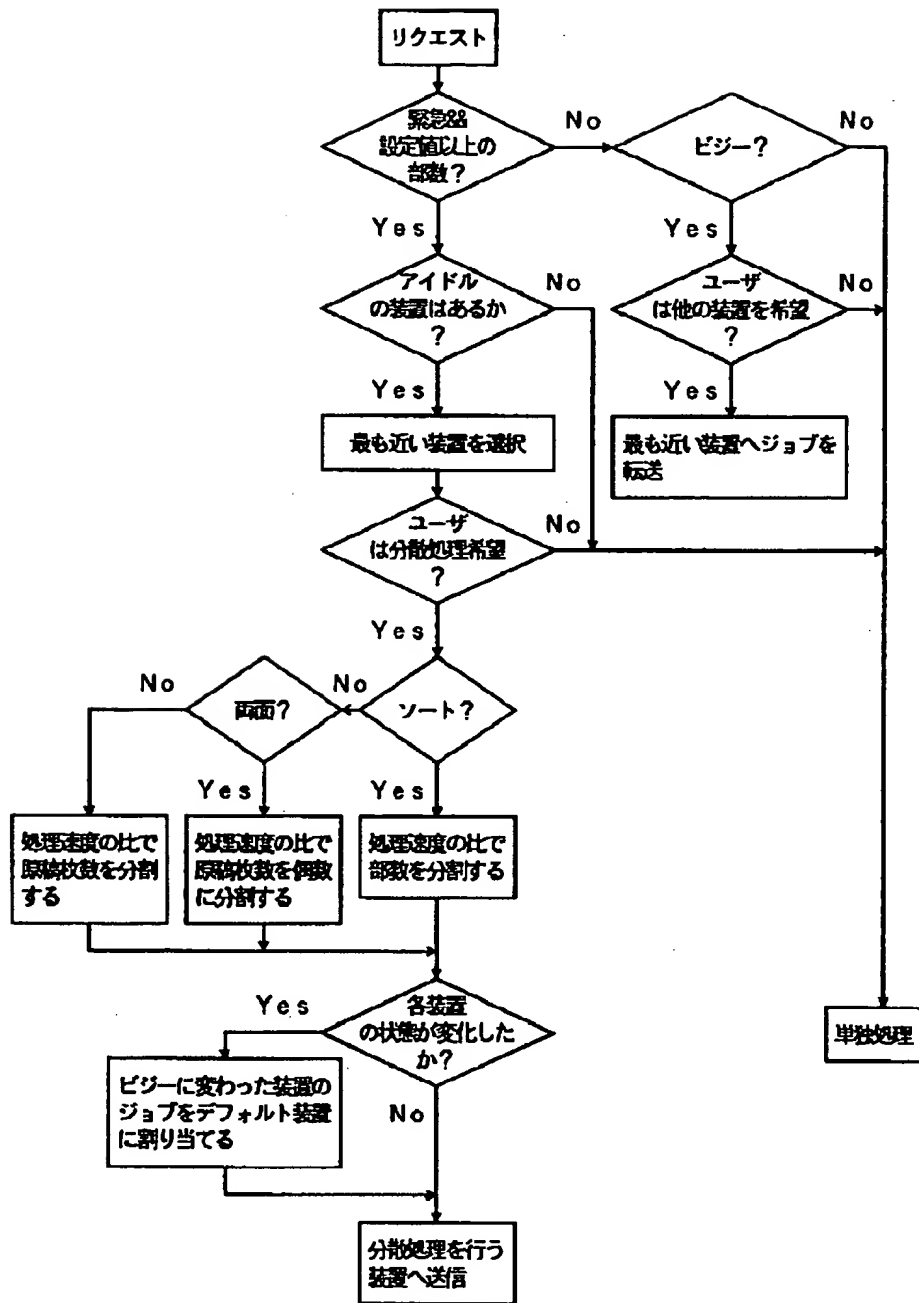 リクエスト
緊急&&
設定値以上の
部数？
No
ビジー？
No
Yes
Yes
アイドル
の装置はあるか
？
No
ユーザ
は他の装置を希望
？
No
Yes
Yes
最も近い装置を選択
最も近い装置へジョブを
転送
ユーザ
は分散処理希望
？
No
Yes
No
両面？
No
ソート？
Yes
Yes
処理速度の比で
原稿枚数を分割
する
処理速度の比で
原稿枚数を偶数
に分割する
処理速度の比で
部数を分割する
Yes
各装置
の状態が変化した
か？
単独処理
ビジーに変わった装置の
ジョブをデフォルト装置
に割り当てる
No
分散処理を行う
装置へ送信